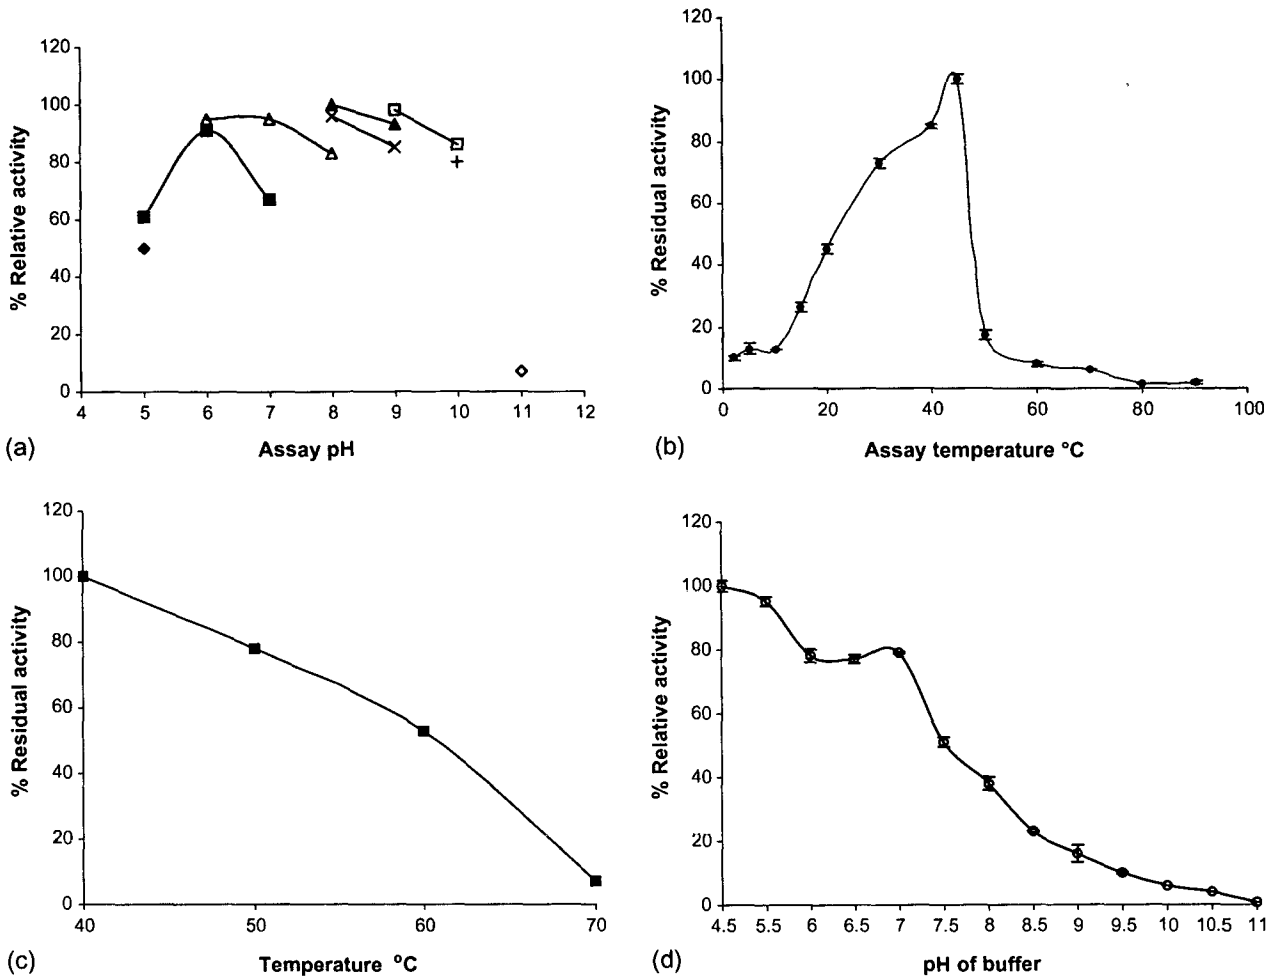 120
100
80
60
40
20
0
% Relative activity
4 5 6 7 8 9 10 11 12
Assay pH
(a)
120
100
80
60
40
20
0
% Residual activity
0 20 40 60 80 100
Assay temperature °C
(b)
120
100
80
60
40
20
0
% Residual activity
40 50 60 70
Temperature °C
(c)
120
100
80
60
40
20
0
% Relative activity
4.5 5.5 6 6.5 7 7.5 8 8.5 9 9.5 10 10.5 11
pH of buffer
(d)